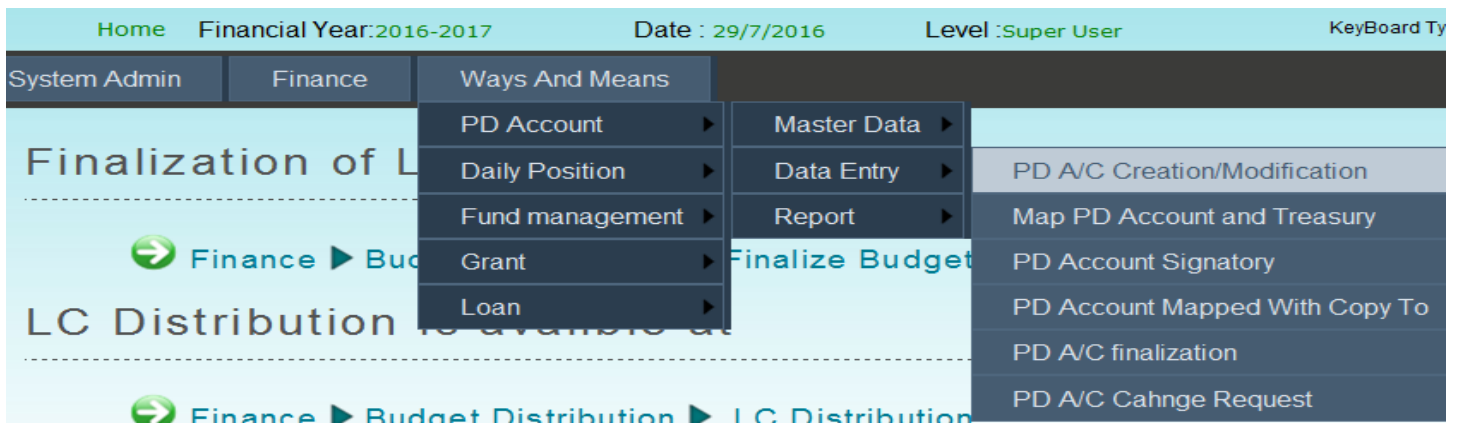 Home Financial Year:2016-2017 Date : 29/7/2016 Level :Super User KeyBoard Ty
System Admin Finance Ways And Means
PD Account Master Data
Finalization of L
Daily Position Data Entry PD A/C Creation/Modification
Fund management Report Map PD Account and Treasury
Finance Bud Grant Finalize Budget PD Account Signatory
Loan PD Account Mapped With Copy To
LC Distribution
at
PD A/C finalization
PD A/C Cahnge Request
Finance Budget Distribution LC Distribution